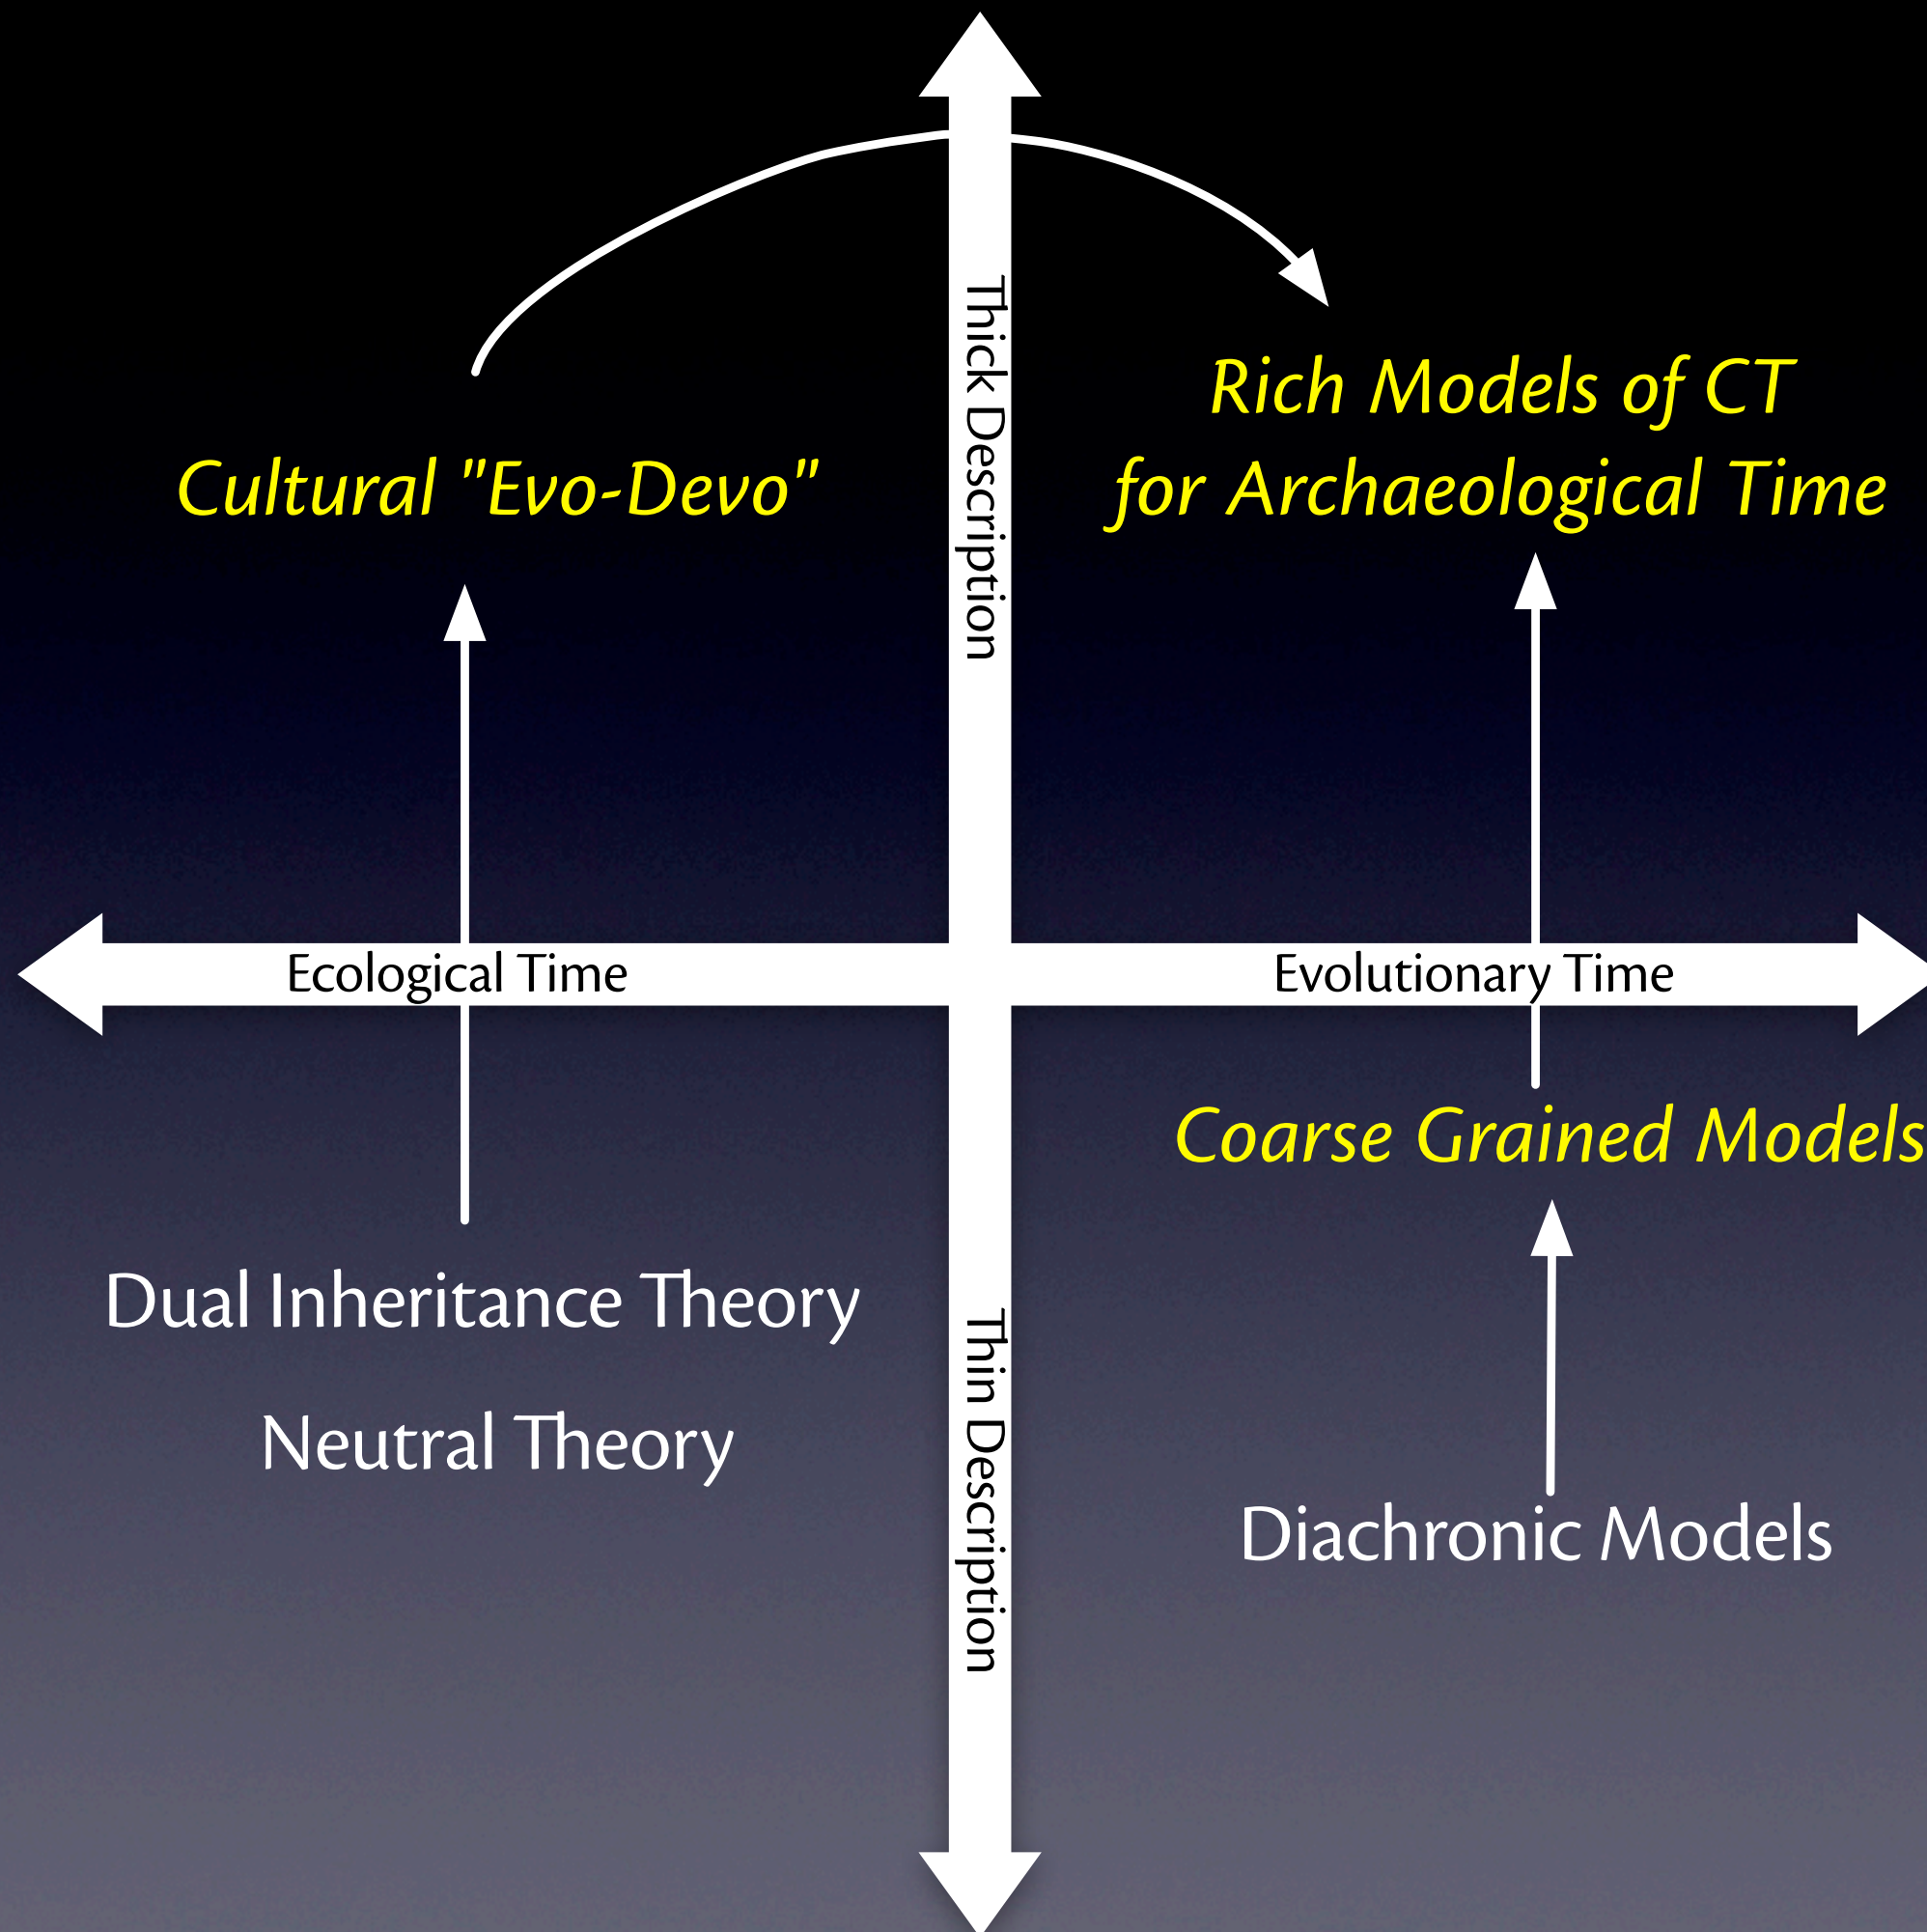 Thick Description
Rich Models of CT
for Archaeological Time
Cultural "Evo-Devo"
Ecological Time
Evolutionary Time
Coarse Grained Models
Dual Inheritance Theory
Neutral Theory
Thin Description
Diachronic Models